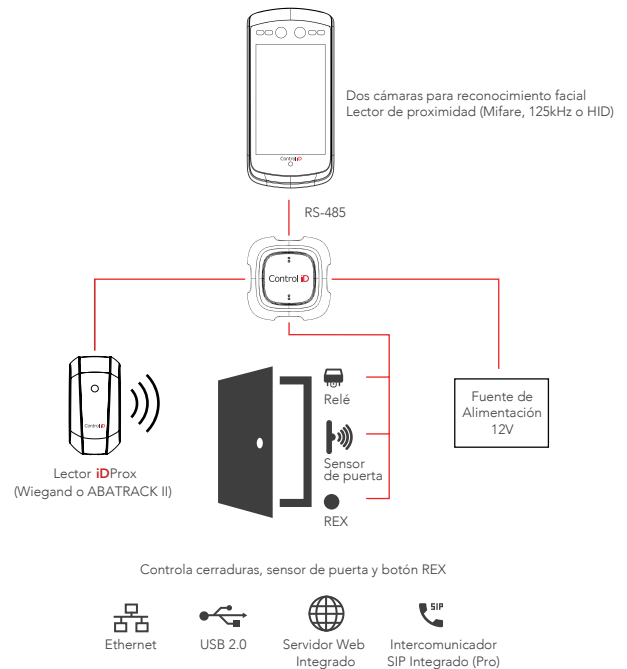 Dos cámaras para reconocimiento facial
Lector de proximidad (Mifare, 125kHz o HID)
Control iD
RS-485
Control iD
Control iD
Relé
Sensor
de puerta
REX
Fuente de
Alimentación
12V
Lector iDProx
(Wiegand o ABATRACK II)
Controla cerraduras, sensor de puerta y botón REX
SIP
Ethernet
USB 2.0
Servidor Web
Integrado
Intercomunicador
SIP Integrado (Pro)